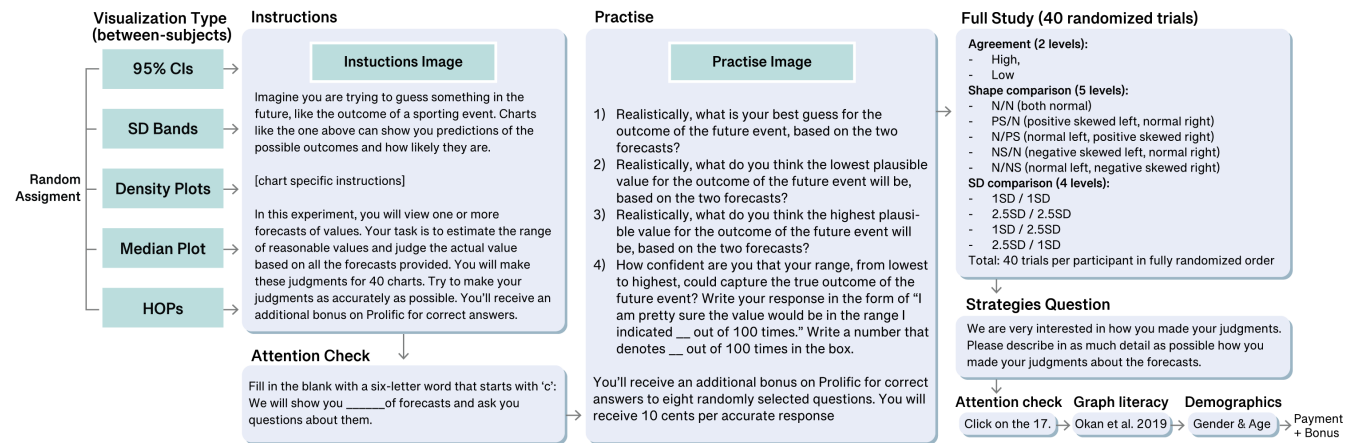 Visualization Type
(between-subjects)
Random
Assignment
95% CIs
SD Bands
Density Plots
Median Plot
HOPs
Instructions
Instuctions Image
Imagine you are trying to guess something in the
future, like the outcome of a sporting event. Charts
like the one above can show you predictions of the
possible outcomes and how likely they are.
[chart specific instructions]
In this experiment, you will view one or more
forecasts of values. Your task is to estimate the range
of reasonable values and judge the actual value
based on all the forecasts provided. You will make
these judgments for 40 charts. Try to make your
judgments as accurately as possible. You'll receive an
additional bonus on Prolific for correct answers.
Attention Check
Fill in the blank with a six-letter word that starts with 'c':
We will show you ______of forecasts and ask you
questions about them.
Practise
Practise Image
1) Realistically, what is your best guess for the
outcome of the future event, based on the two
forecasts?
2) Realistically, what do you think the lowest plausible
value for the outcome of the future event will be,
based on the two forecasts?
3) Realistically, what do you think the highest plausi-
ble value for the outcome of the future event will
be, based on the two forecasts?
4) How confident are you that your range, from lowest
to highest, could capture the true outcome of the
future event? Write your response in the form of "I
am pretty sure the value would be in the range I
indicated __ out of 100 times." Write a number that
denotes __ out of 100 times in the box.
You'll receive an additional bonus on Prolific for correct
answers to eight randomly selected questions. You will
receive 10 cents per accurate response
Full Study (40 randomized trials)
Agreement (2 levels):
- High,
- Low
Shape comparison (5 levels):
- N/N (both normal)
- PS/N (positive skewed left, normal right)
- N/PS (normal left, positive skewed right)
- NS/N (negative skewed left, normal right)
- N/NS (normal left, negative skewed right)
SD comparison (4 levels):
- 1SD / 1SD
- 2.5SD / 2.5SD
- 1SD / 2.5SD
- 2.5SD / 1SD
Total: 40 trials per participant in fully randomized order
Strategies Question
We are very interested in how you made your judgments.
Please describe in as much detail as possible how you
made your judgments about the forecasts.
Attention check
Click on the 17.
Graph literacy
Okan et al. 2019
Demographics
Gender & Age
Payment
+ Bonus